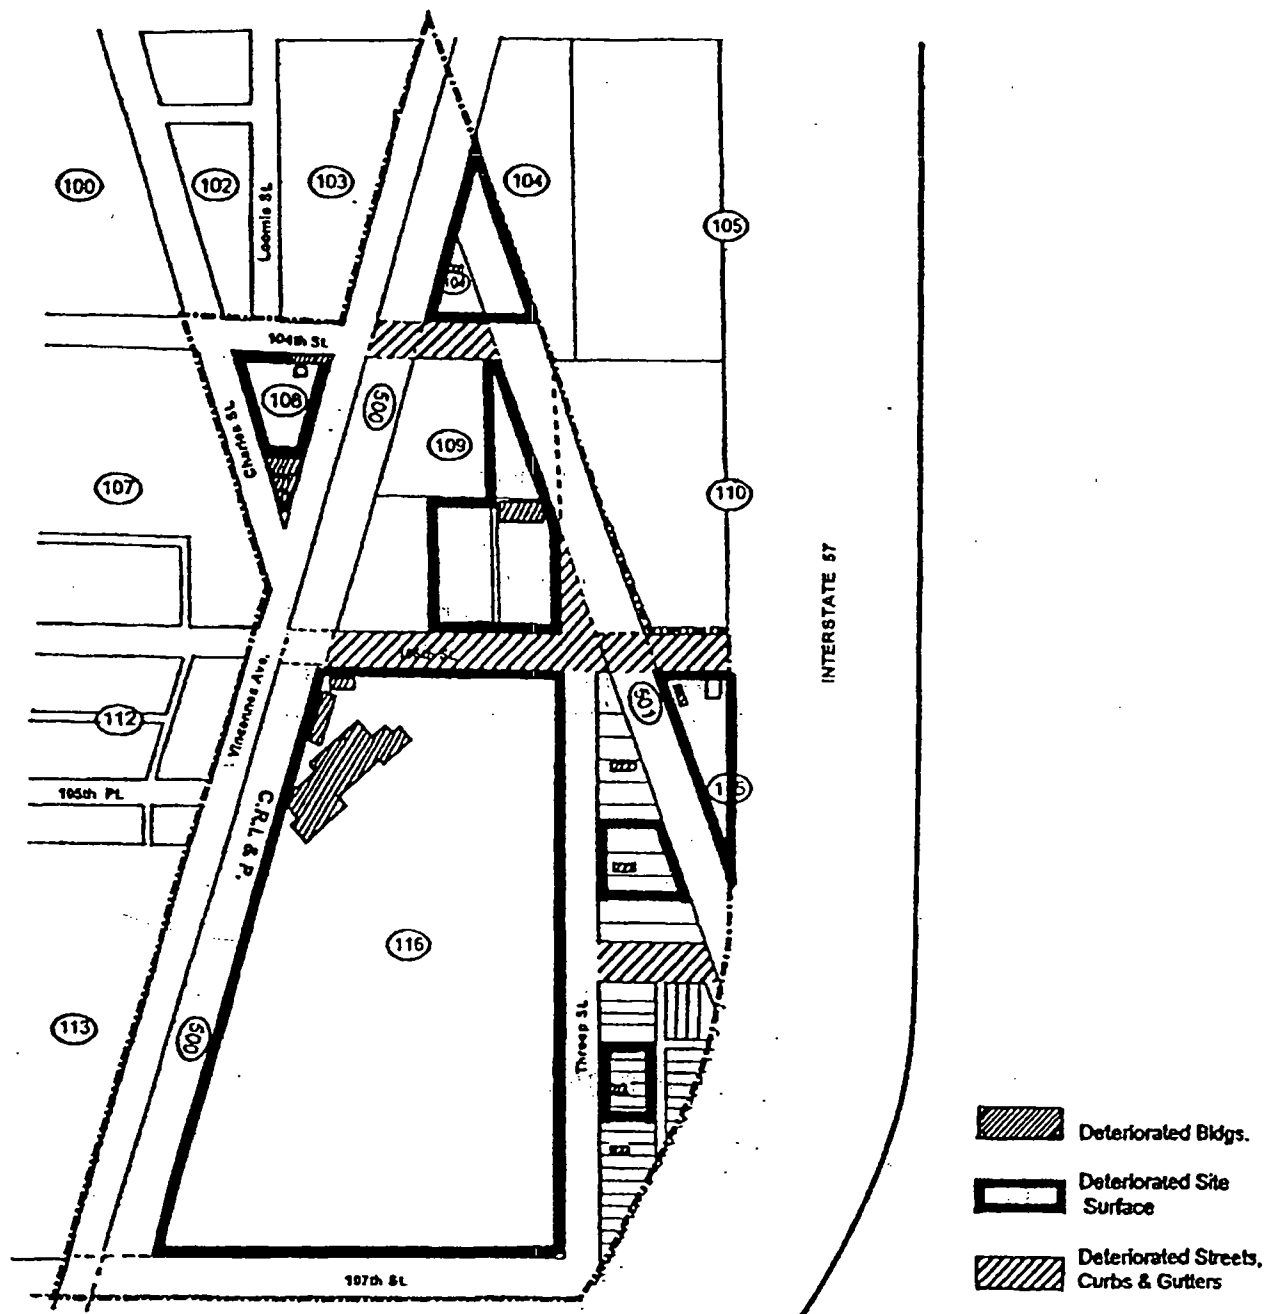 100
102
Loomis St.
103
104
105
104
104th St.
108
500
Charles St.
109
107
110
INTERSTATE 57
Vincennes Ave.
501
112
105th Pl.
C.R.I. & P.
116
113
500
Throop St.
107th St.
Deteriorated Bldgs.
Deteriorated Site
Surface
Deteriorated Streets,
Curbs & Gutters